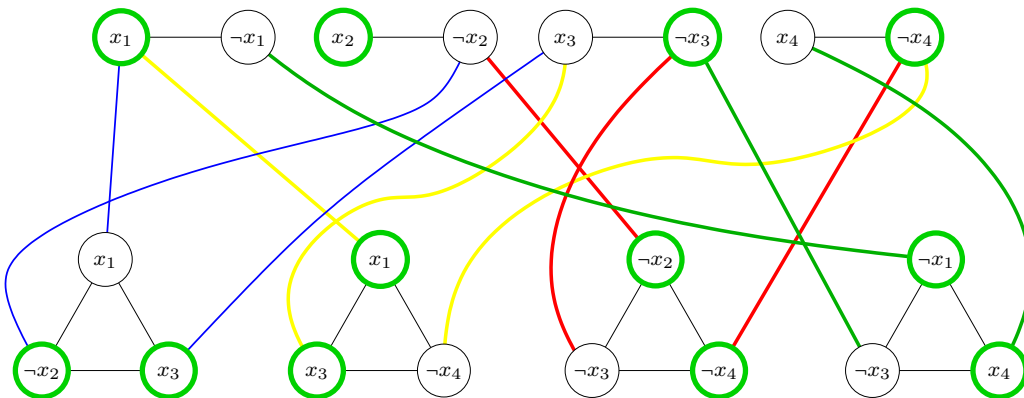 x₁ ¬x₁ x₂ ¬x₂ x₃ ¬x₃ x₄ ¬x₄
x₁ x₁ ¬x₂ ¬x₁
¬x₂ x₃ x₃ ¬x₄ ¬x₃ ¬x₄ ¬x₃ x₄